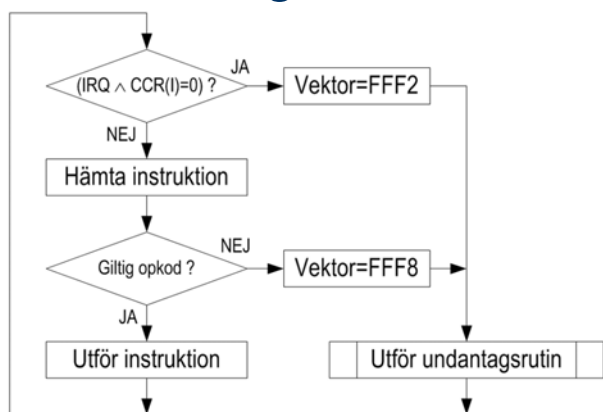 (IRQ ∧ CCR(I)=0) ?
JA
Vektor=FFF2
NEJ
Hämta instruktion
Giltig opkod ?
NEJ
Vektor=FFF8
JA
Utför instruktion
Utför undantagsrutin